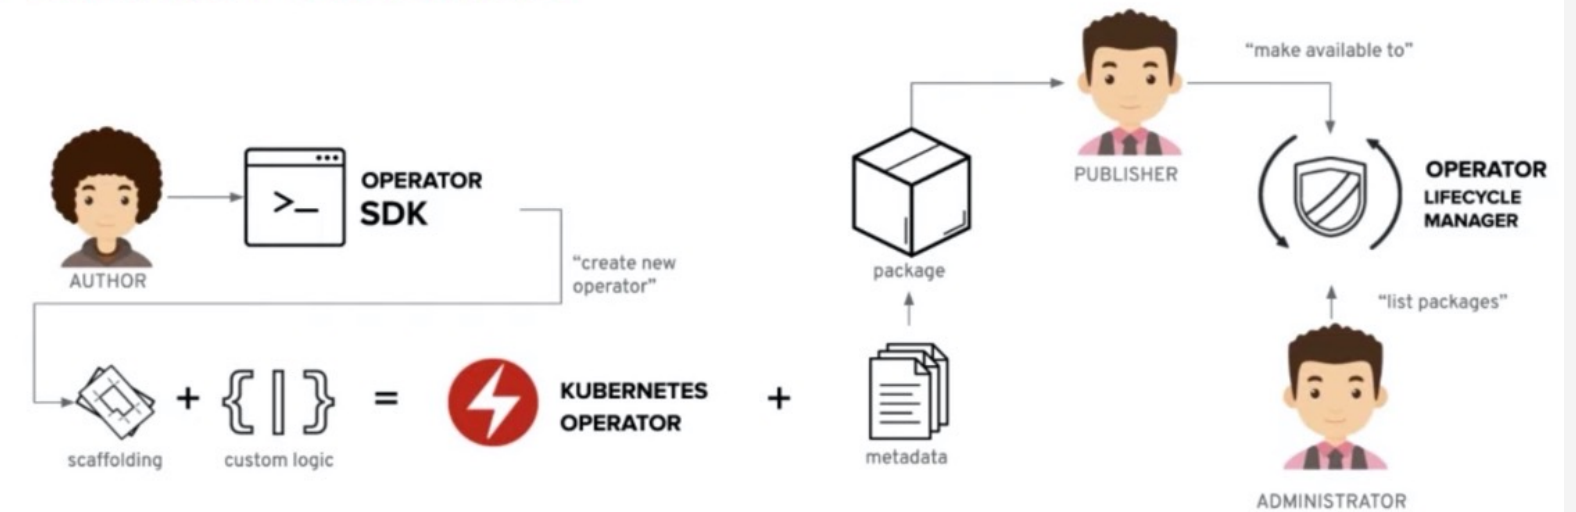 AUTHOR
>_
OPERATOR
SDK
“create new
operator”
scaffolding
+
{|}
custom logic
=
KUBERNETES
OPERATOR
+
metadata
package
PUBLISHER
“make available to”
OPERATOR
LIFECYCLE
MANAGER
“list packages”
ADMINISTRATOR